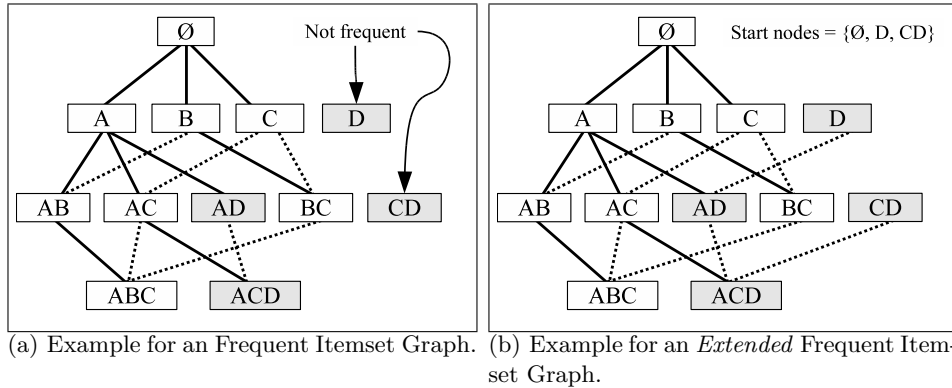 Ø
Not frequent
A B C D
AB AC AD BC CD
ABC ACD
(a) Example for an Frequent Itemset Graph.
Ø
Start nodes = {Ø, D, CD}
A B C D
AB AC AD BC CD
ABC ACD
(b) Example for an Extended Frequent Item-
set Graph.